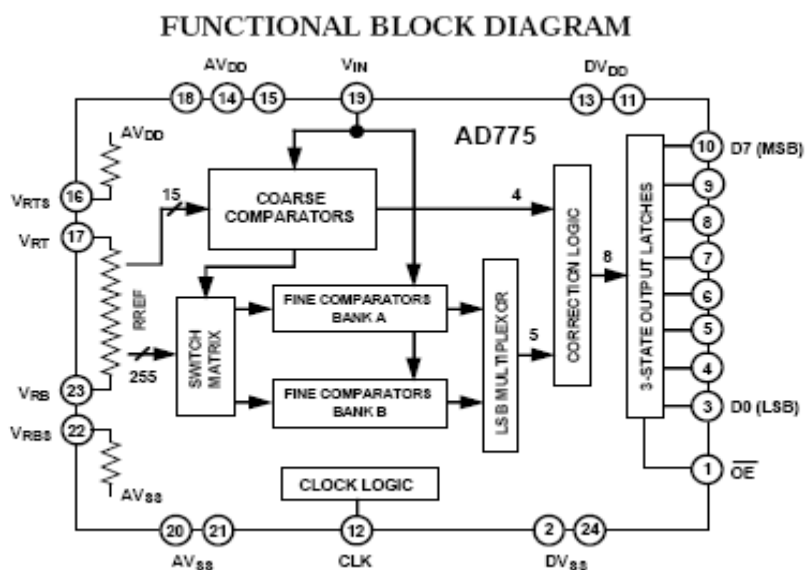 FUNCTIONAL BLOCK DIAGRAM
AVDD
VIN
DVDD
18 14 15
19
13 11
AVDD
AD775
10 D7 (MSB)
16
VRTS
15
COARSE
COMPARATORS
4
9
17
VRT
8
CORRECTION LOGIC
8
3-STATE OUTPUT LATCHES
7
RREF
FINE COMPARATORS
BANK A
6
SWITCH
MATRIX
LSB MULTIPLEXOR
5
5
255
4
VRB
23
FINE COMPARATORS
BANK B
3 D0 (LSB)
VRBS
22
1 OE
AVSS
CLOCK LOGIC
20 21
12
2 24
AVSS
CLK
DVSS